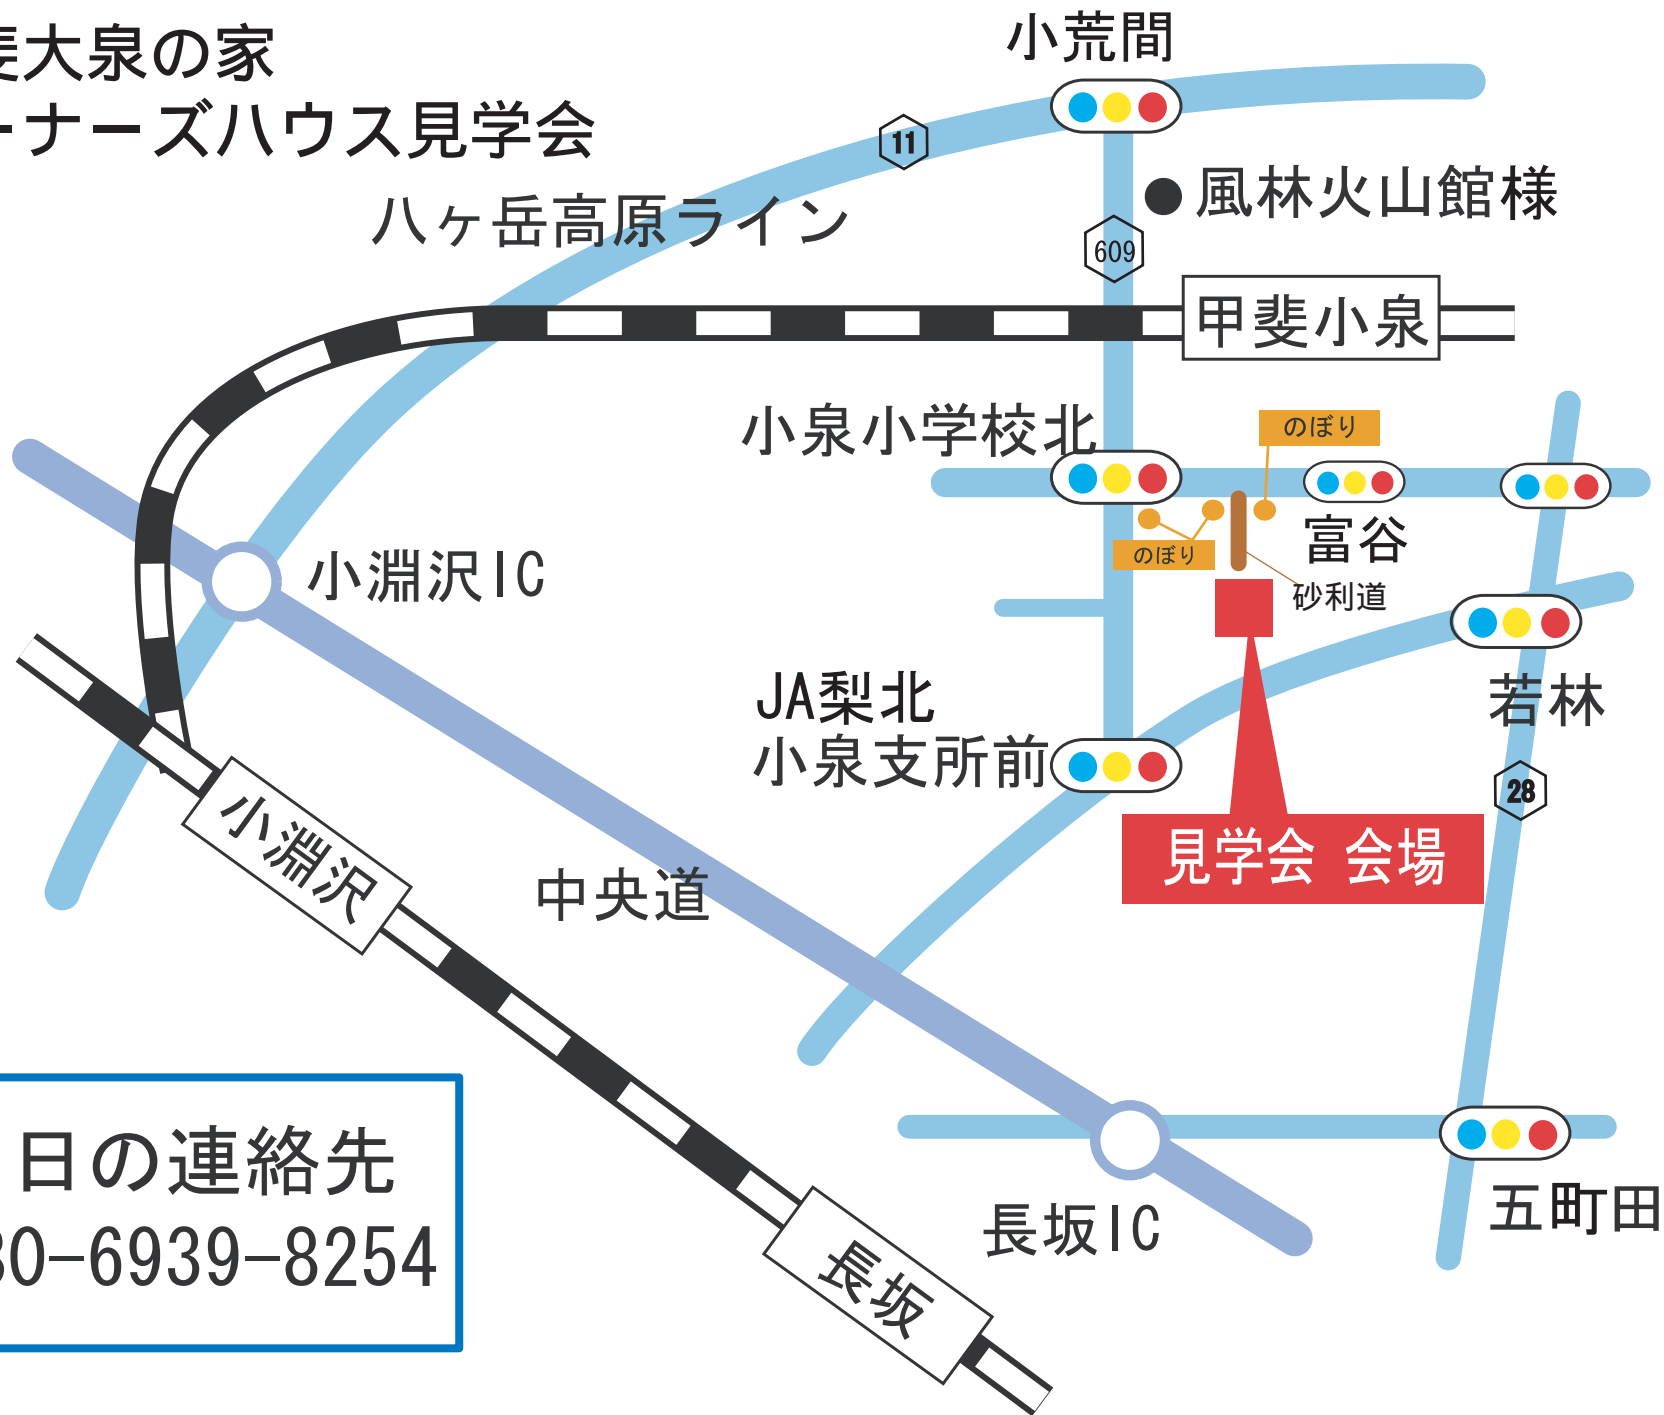 大泉の家
ーナーズハウス見学会
小荒間
11
八ヶ岳高原ライン
風林火山館様
609
甲斐小泉
小泉小学校北
のぼり
富谷
のぼり
砂利道
小淵沢IC
JA梨北
小泉支所前
若林
28
見学会 会場
小淵沢
中央道
日の連絡先
80-6939-8254
長坂IC
五町田
長坂